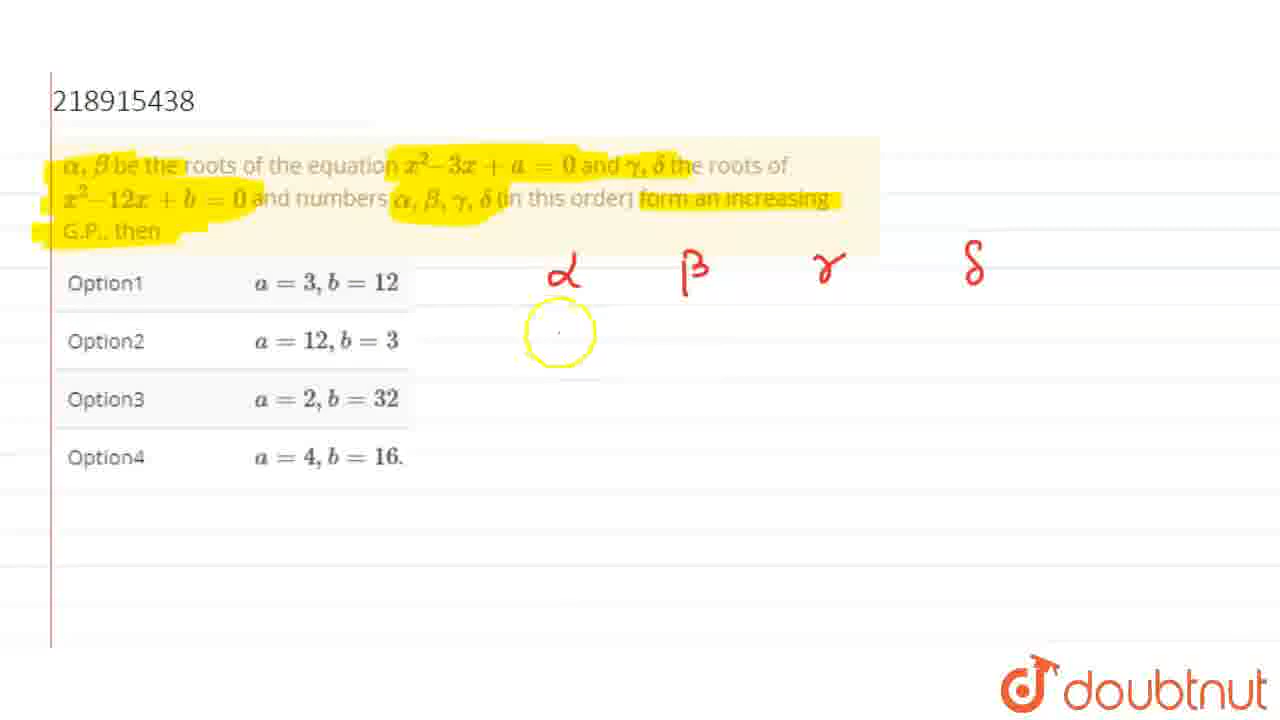 218915438
α, β be the roots of the equation x²–3x + a = 0 and γ, δ the roots of
x²–12x + b = 0 and numbers α, β, γ, δ (in this order) form an increasing
G.P., then
α β γ δ
Option1 a = 3, b = 12
Option2 a = 12, b = 3
Option3 a = 2, b = 32
Option4 a = 4, b = 16.
doubtnut